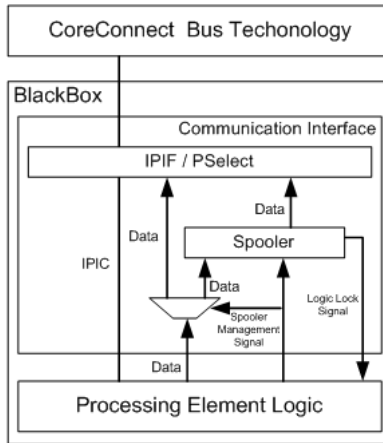 CoreConnect Bus Techonology
BlackBox
Communication Interface
IPIF / PSelect
Data
Data
Spooler
IPIC
Data
Logic Lock
Signal
Spooler
Management
Signal
Data
Processing Element Logic